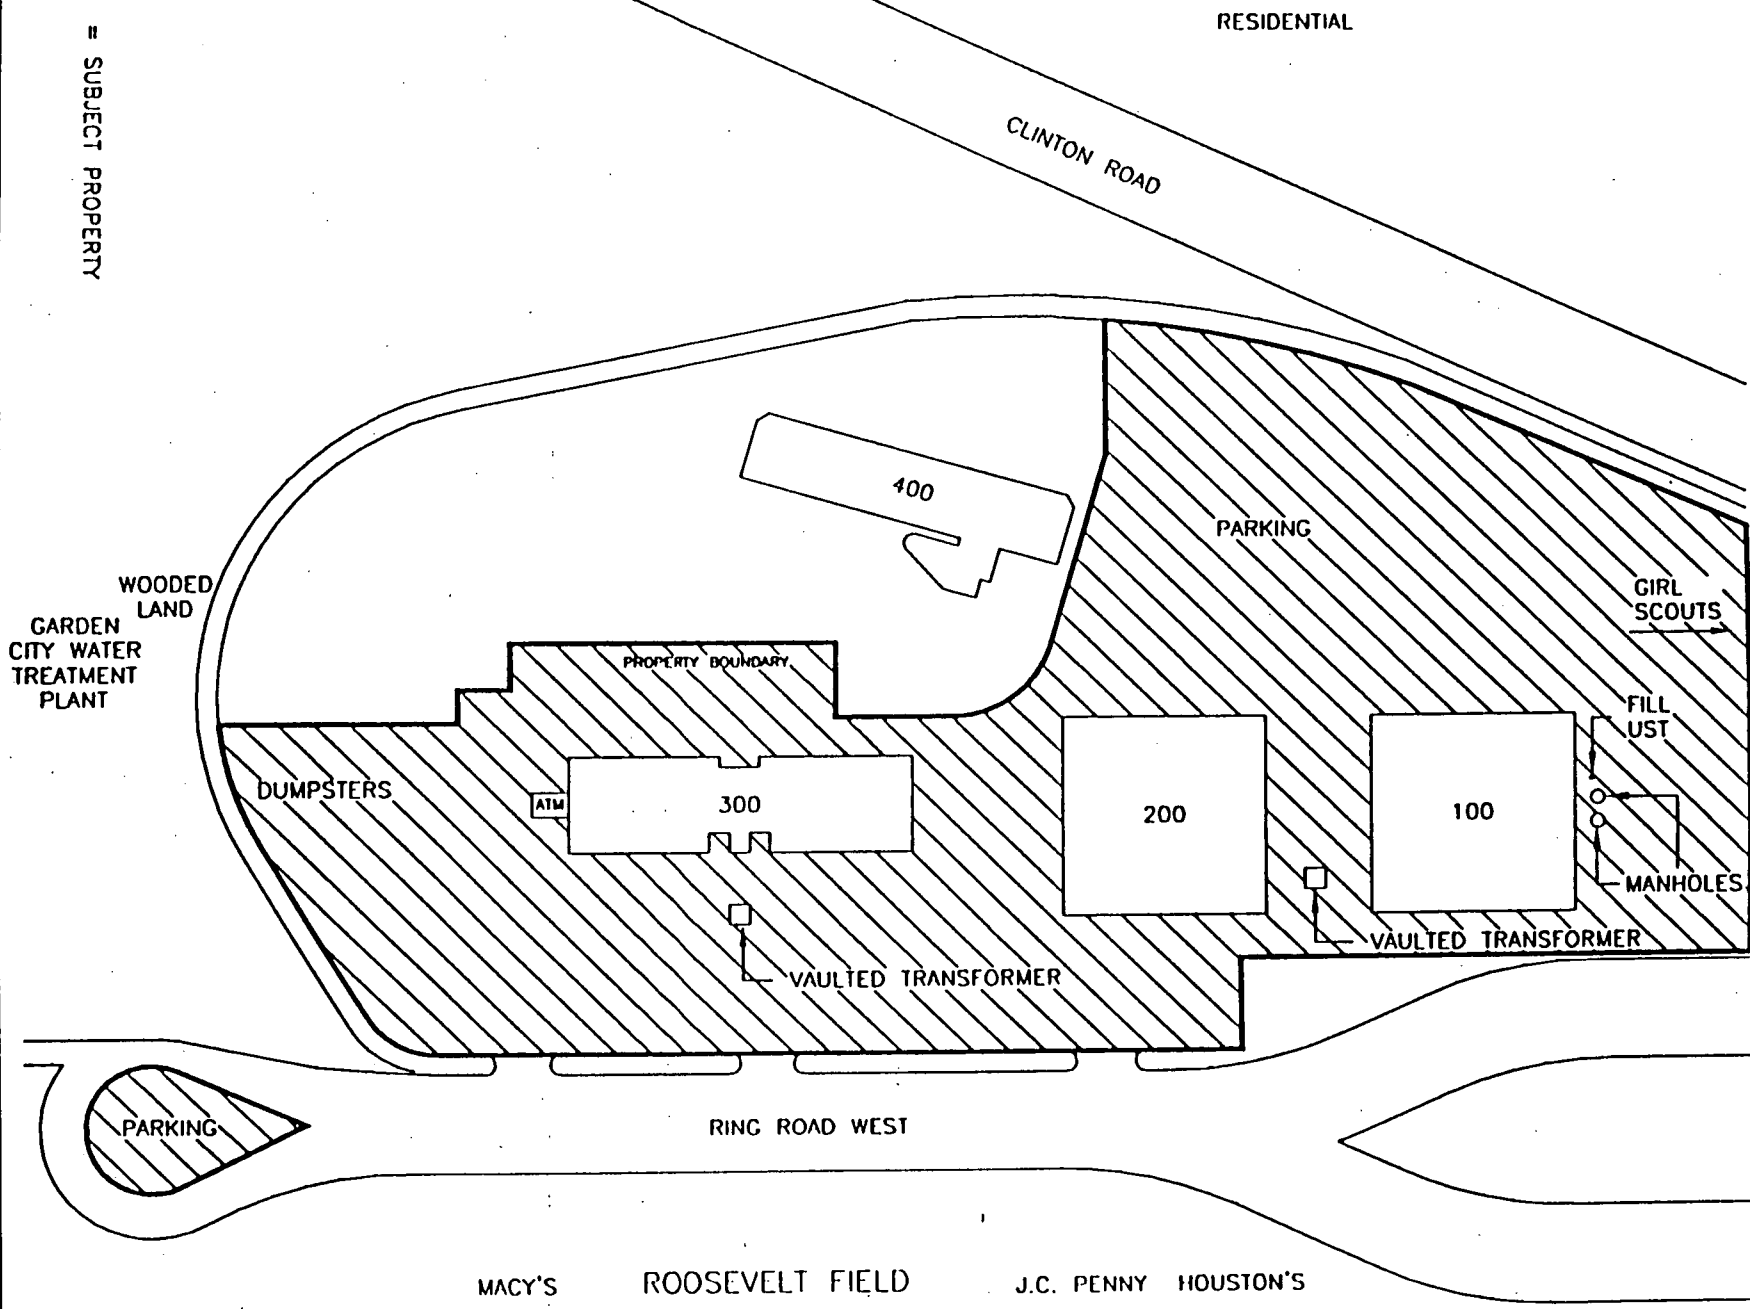 RESIDENTIAL
= SUBJECT PROPERTY
CLINTON ROAD
400
PARKING
WOODED
LAND
GIRL
SCOUTS
GARDEN
CITY WATER
TREATMENT
PLANT
PROPERTY BOUNDARY
FILL
UST
DUMPSTERS
ATM
300
200
100
MANHOLES
VAULTED TRANSFORMER
VAULTED TRANSFORMER
PARKING
RING ROAD WEST
MACY'S
ROOSEVELT FIELD
J.C. PENNY
HOUSTON'S